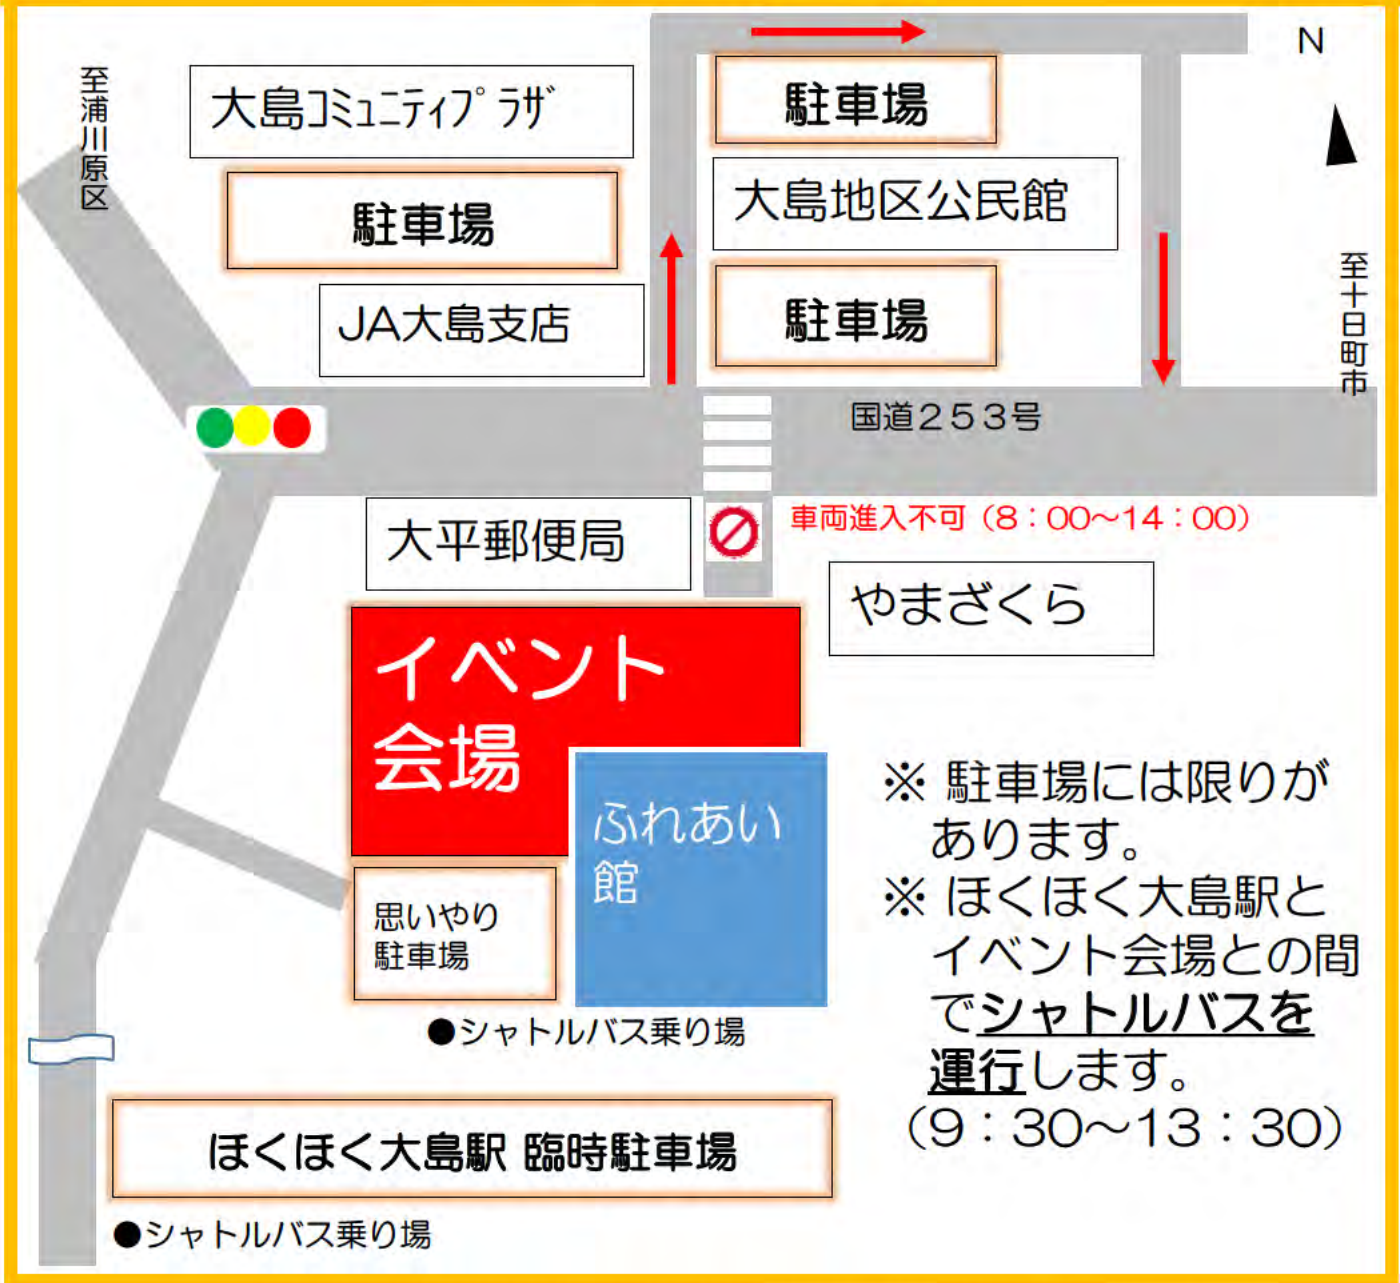 N
至浦川原区
大島ｺﾐｭﾆﾃｨﾌﾟﾗｻﾞ
駐車場
駐車場
大島地区公民館
駐車場
JA大島支店
至十日町市
国道２５３号
大平郵便局
車両進入不可（８：００～１４：００）
やまざくら
イベント
会場
ふれあい
館
思いやり
駐車場
●シャトルバス乗り場
※ 駐車場には限りが
あります。
※ ほくほく大島駅と
イベント会場との間
でシャトルバスを
運行します。
（９：３０～１３：３０）
ほくほく大島駅 臨時駐車場
●シャトルバス乗り場